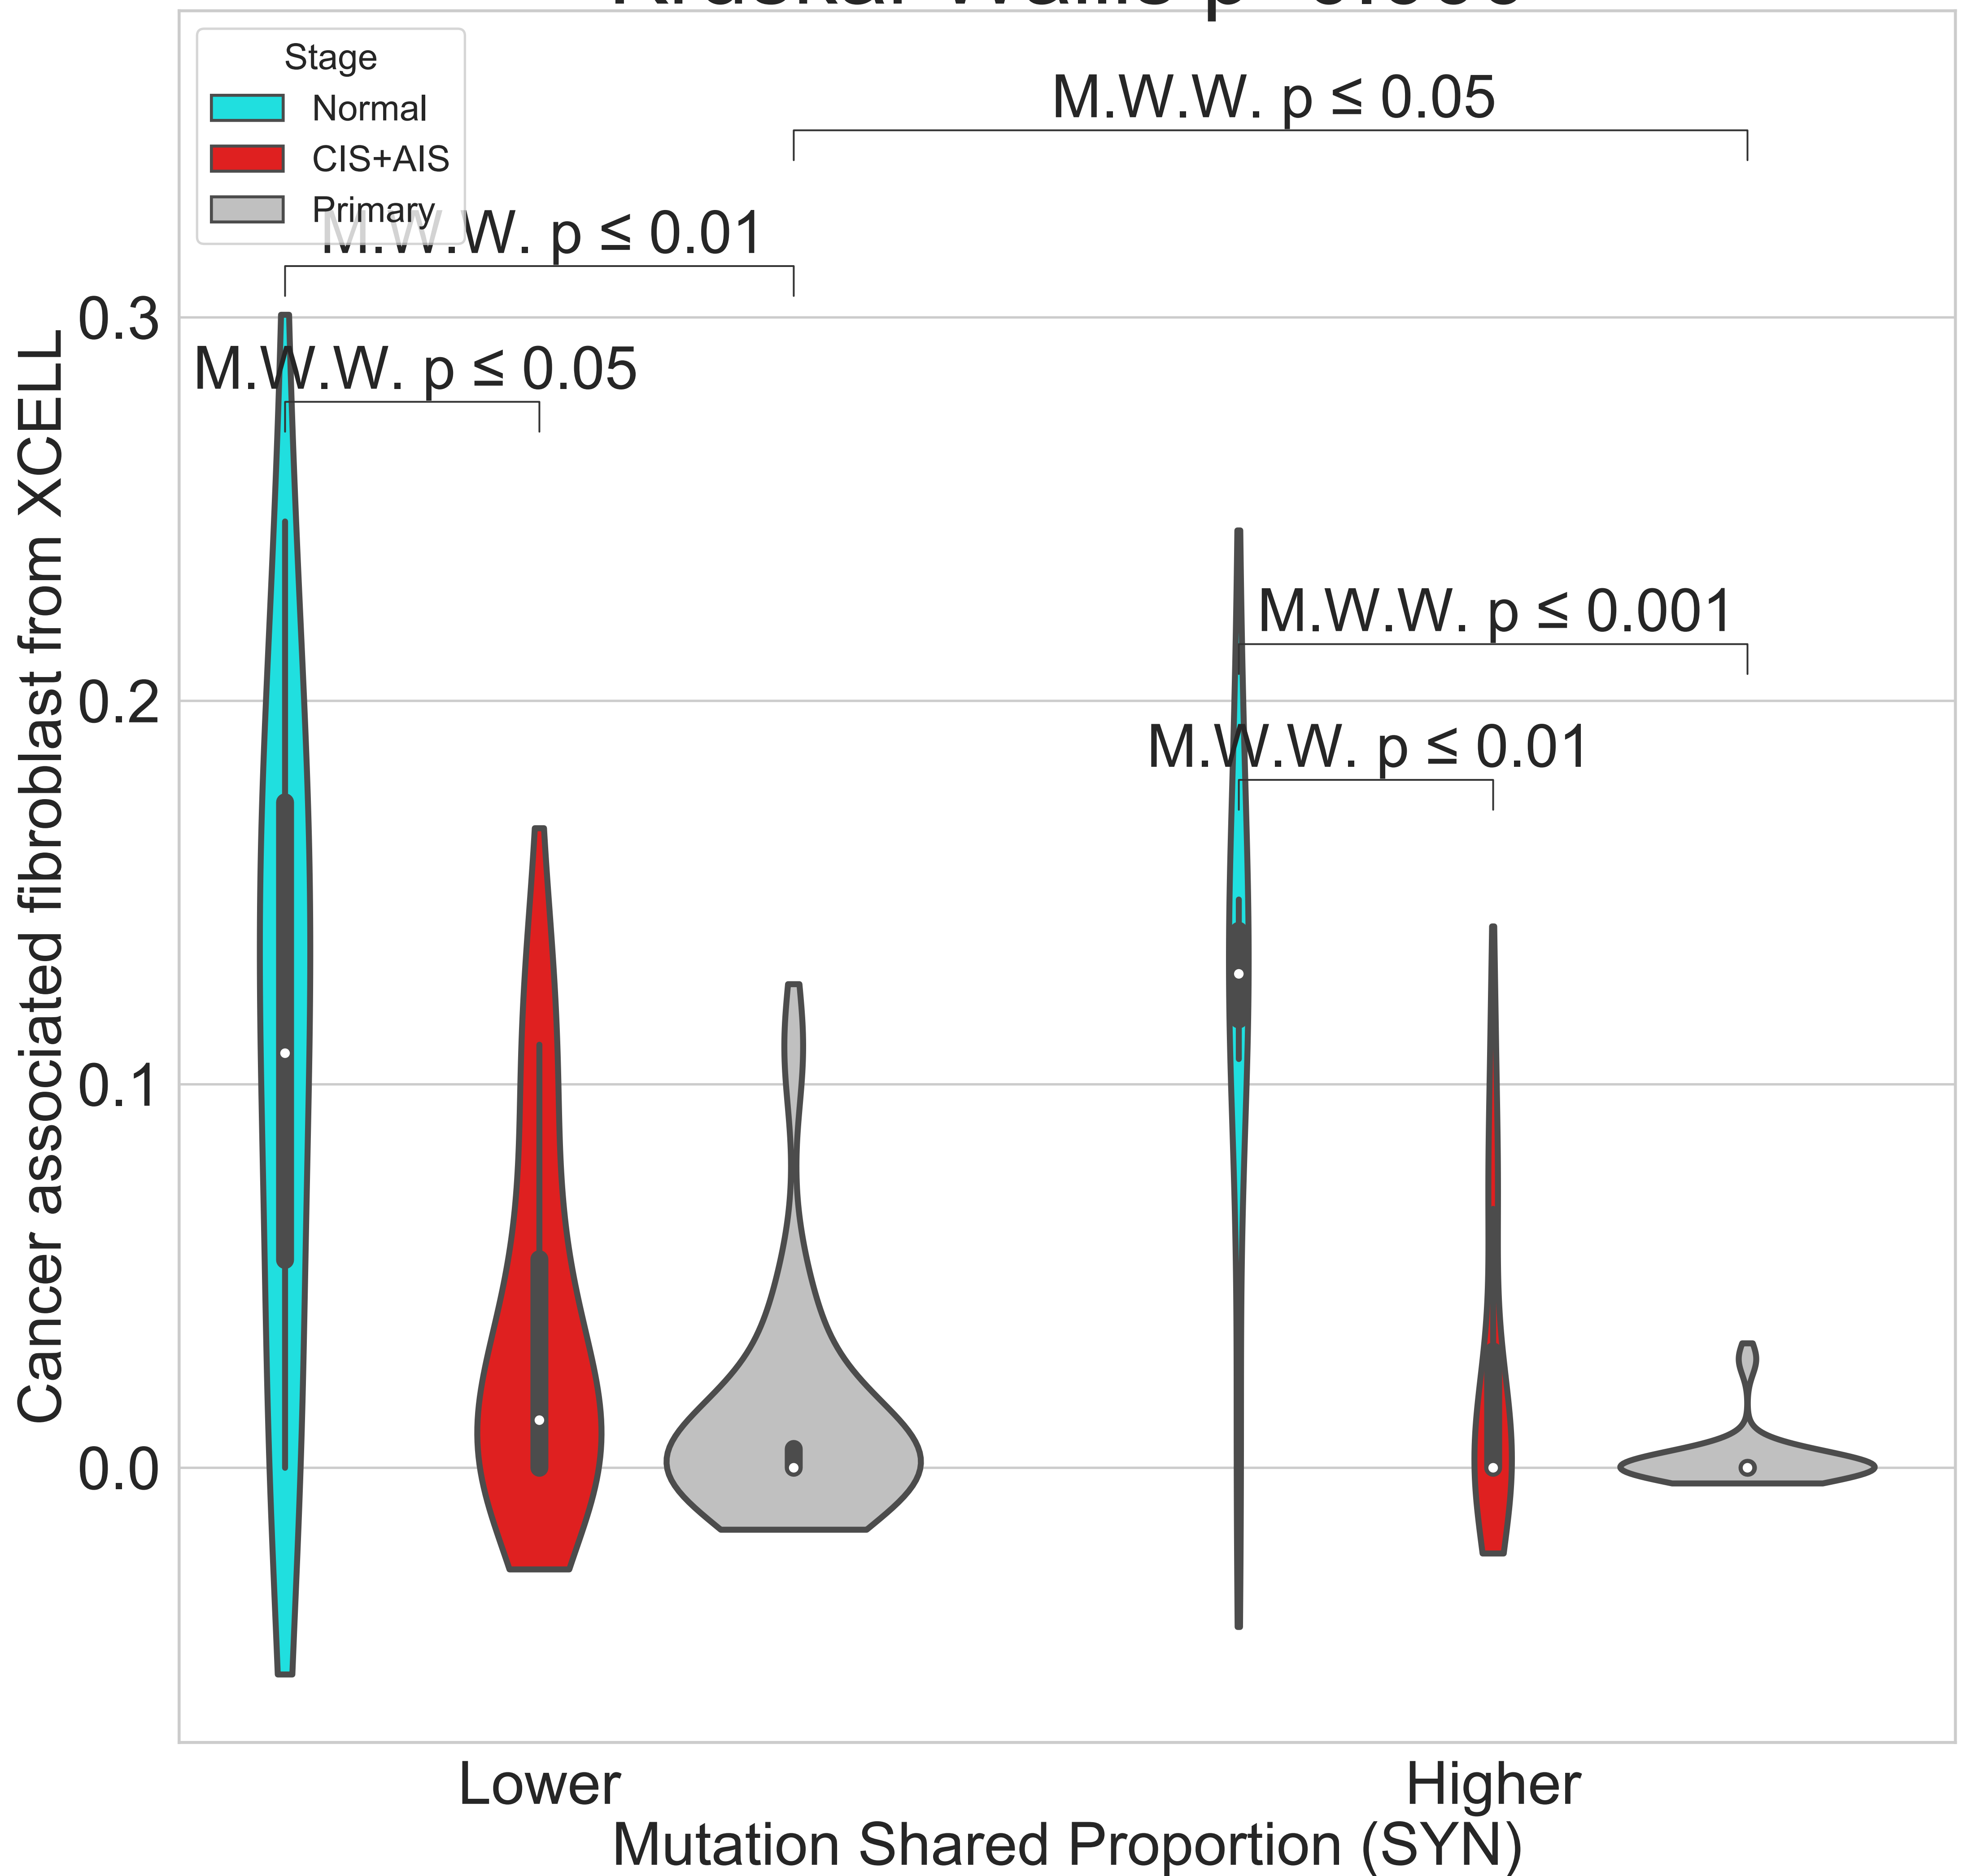 Stage
Normal
CIS+AIS
Primary
M.W.W. p ≤ 0.05
M.W.W. p ≤ 0.01
M.W.W. p ≤ 0.05
M.W.W. p ≤ 0.001
M.W.W. p ≤ 0.01
Cancer associated fibroblast from XCELL
0.3
0.2
0.1
0.0
Lower
Higher
Mutation Shared Proportion (SYN)